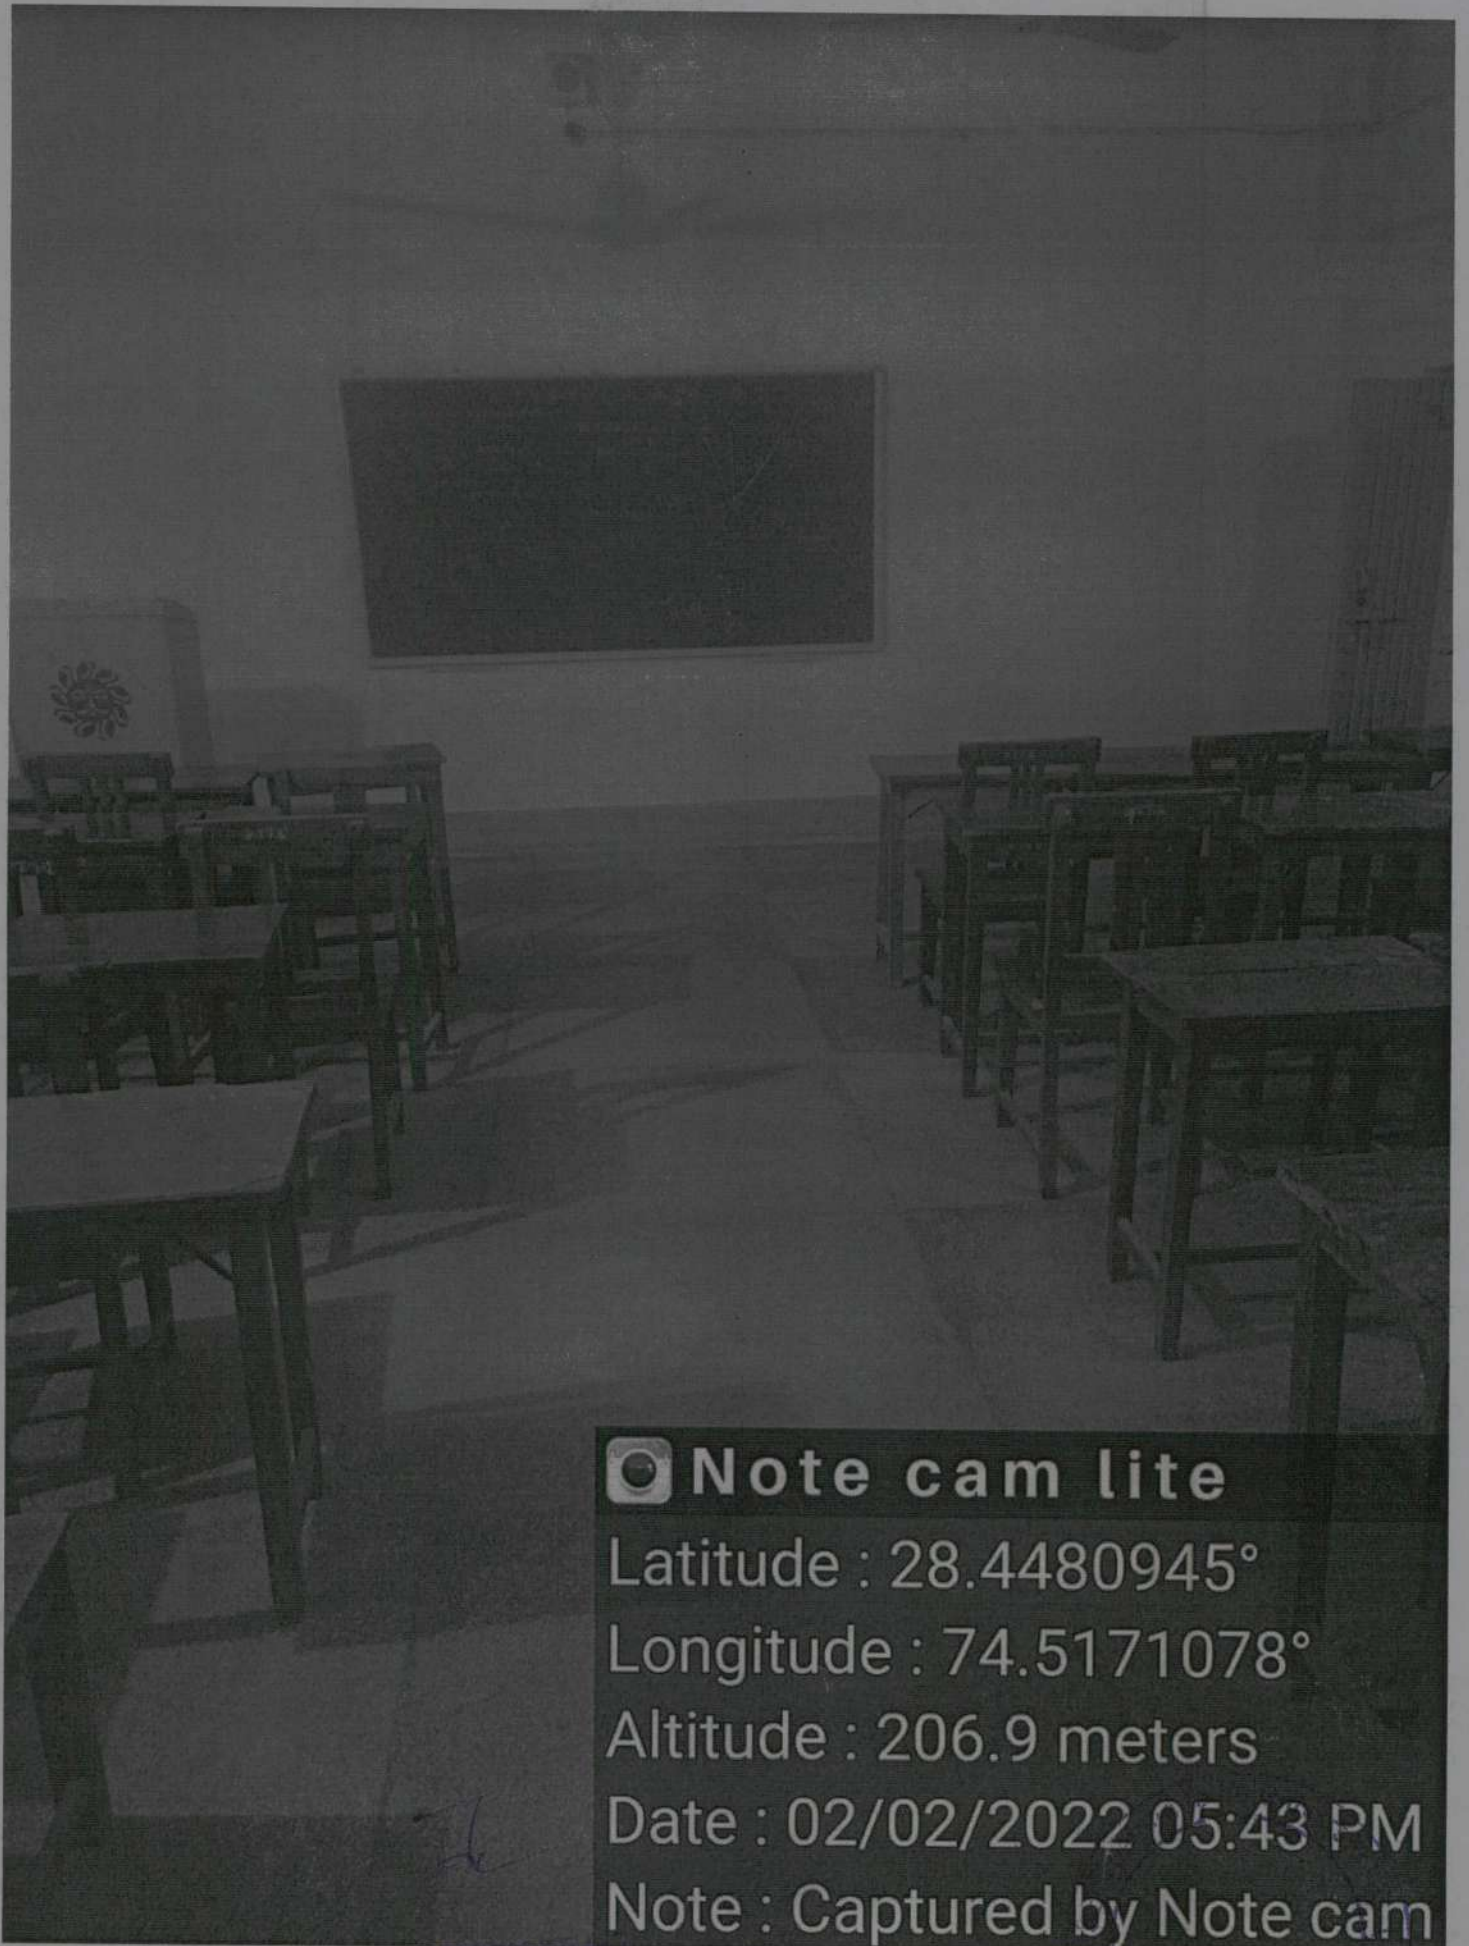 Note cam lite
Latitude : 28.4480945°
Longitude : 74.5171078°
Altitude : 206.9 meters
Date : 02/02/2022 05:43 PM
Note : Captured by Note cam